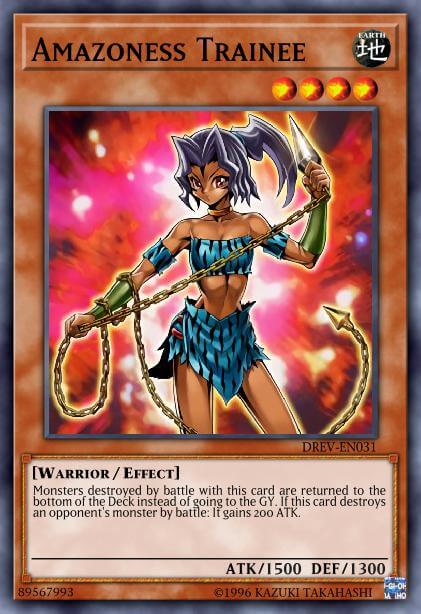 AMAZONESS TRAINEE
EARTH
地
DREV-EN031
[WARRIOR / EFFECT]
Monsters destroyed by battle with this card are returned to the
bottom of the Deck instead of going to the GY. If this card destroys
an opponent's monster by battle: It gains 200 ATK.
ATK/1500 DEF/1300
89567993
©1996 KAZUKI TAKAHASHI